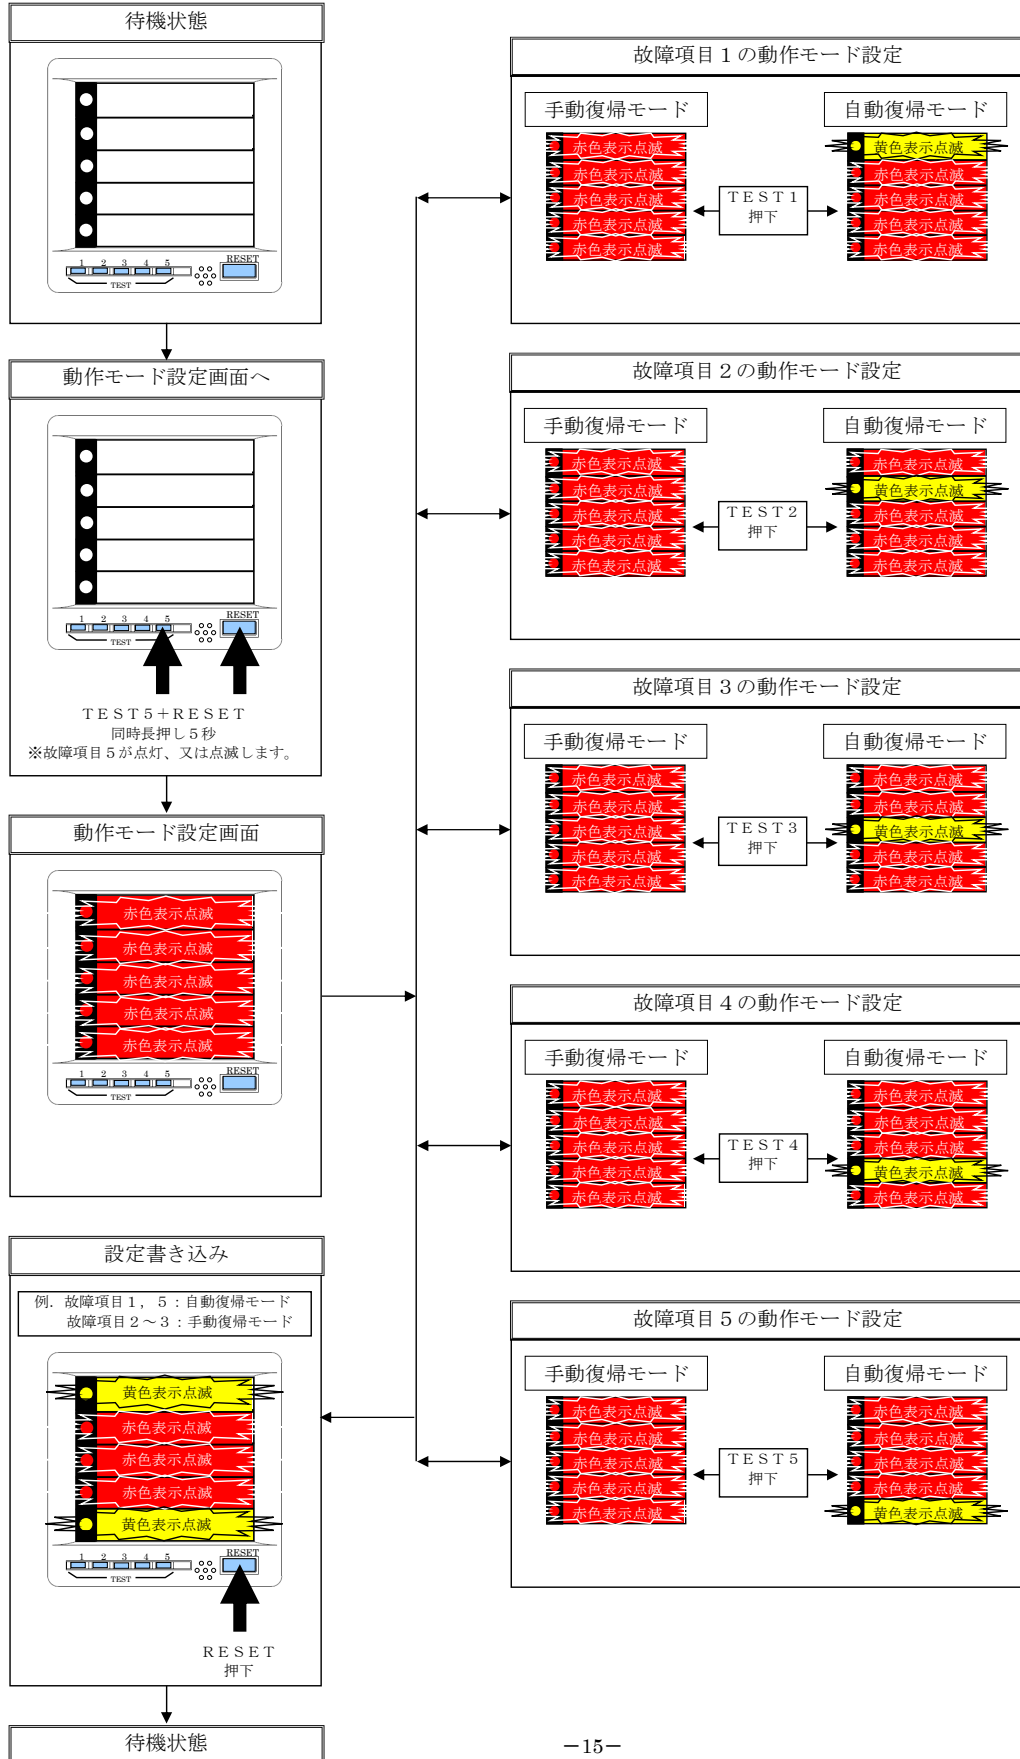 待機状態
1 2 3 4 5
TEST
RESET
動作モード設定画面へ
1 2 3 4 5
TEST
RESET
TEST5+RESET
同時長押し5秒
※故障項目5が点灯、又は点滅します。
動作モード設定画面
赤色表示点滅
赤色表示点滅
赤色表示点滅
赤色表示点滅
赤色表示点滅
1 2 3 4 5
TEST
RESET
設定書き込み
例. 故障項目1, 5:自動復帰モード
故障項目2~3:手動復帰モード
黄色表示点滅
赤色表示点滅
赤色表示点滅
赤色表示点滅
黄色表示点滅
1 2 3 4 5
TEST
RESET
RESET
押下
待機状態
故障項目1の動作モード設定
手動復帰モード
赤色表示点滅
赤色表示点滅
赤色表示点滅
赤色表示点滅
赤色表示点滅
TEST1
押下
自動復帰モード
黄色表示点滅
赤色表示点滅
赤色表示点滅
赤色表示点滅
赤色表示点滅
故障項目2の動作モード設定
手動復帰モード
赤色表示点滅
赤色表示点滅
赤色表示点滅
赤色表示点滅
赤色表示点滅
TEST2
押下
自動復帰モード
赤色表示点滅
黄色表示点滅
赤色表示点滅
赤色表示点滅
赤色表示点滅
故障項目3の動作モード設定
手動復帰モード
赤色表示点滅
赤色表示点滅
赤色表示点滅
赤色表示点滅
赤色表示点滅
TEST3
押下
自動復帰モード
赤色表示点滅
赤色表示点滅
黄色表示点滅
赤色表示点滅
赤色表示点滅
故障項目4の動作モード設定
手動復帰モード
赤色表示点滅
赤色表示点滅
赤色表示点滅
赤色表示点滅
赤色表示点滅
TEST4
押下
自動復帰モード
赤色表示点滅
赤色表示点滅
赤色表示点滅
黄色表示点滅
赤色表示点滅
故障項目5の動作モード設定
手動復帰モード
赤色表示点滅
赤色表示点滅
赤色表示点滅
赤色表示点滅
赤色表示点滅
TEST5
押下
自動復帰モード
赤色表示点滅
赤色表示点滅
赤色表示点滅
赤色表示点滅
黄色表示点滅
−15−